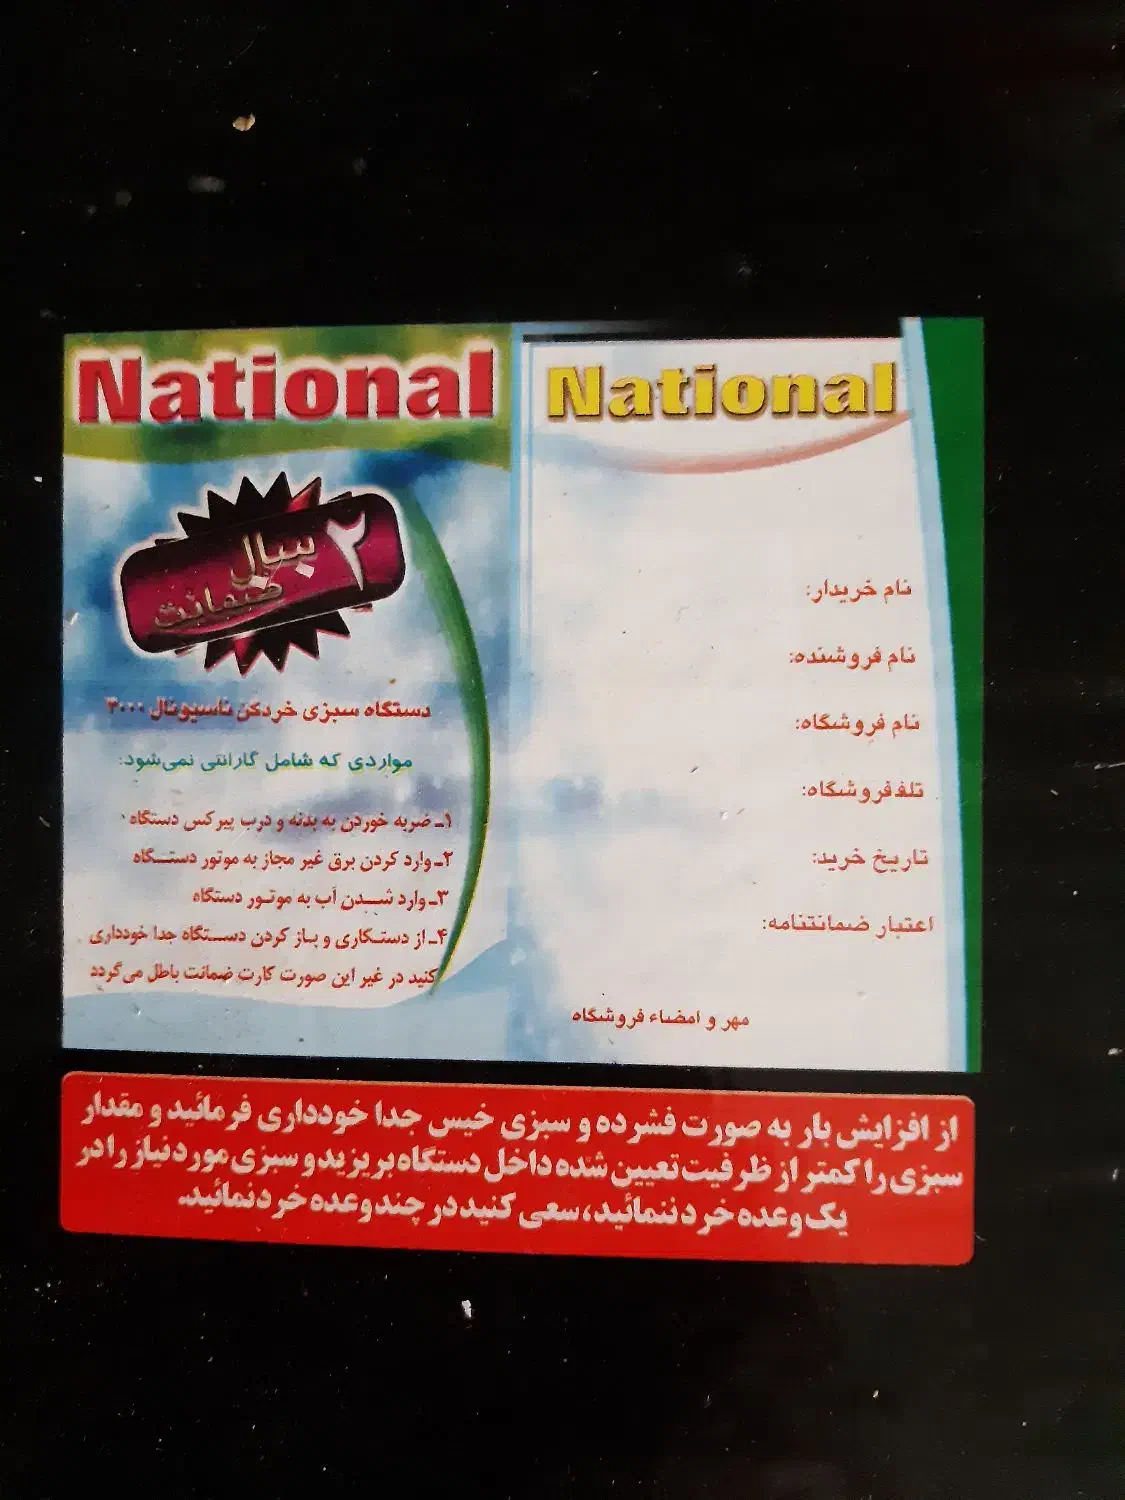 National
۲ سال
ضمانت
دستگاه سبزی خردکن ناسیونال ۳۰۰۰
مواردی که شامل گارانتی نمی‌شود:
۱ـ ضربه خوردن به بدنه و درب پیرکس دستگاه
۲ـ وارد کردن برق غیر مجاز به موتور دستگاه
۳ـ وارد شدن آب به موتور دستگاه
۴ـ از دستکاری و باز کردن دستگاه جدا خودداری
کنید در غیر این صورت کارت ضمانت باطل می‌گردد
National
نام خریدار:
نام فروشنده:
نام فروشگاه:
تلفن فروشگاه:
تاریخ خرید:
اعتبار ضمانتنامه:
مهر و امضاء فروشگاه
از افزایش بار به صورت فشرده و سبزی خیس جدا خودداری فرمائید و مقدار
سبزی را کمتر از ظرفیت تعیین شده داخل دستگاه بریزید و سبزی مورد نیاز را در
یک وعده خرد ننمائید، سعی کنید در چند وعده خرد نمائید.